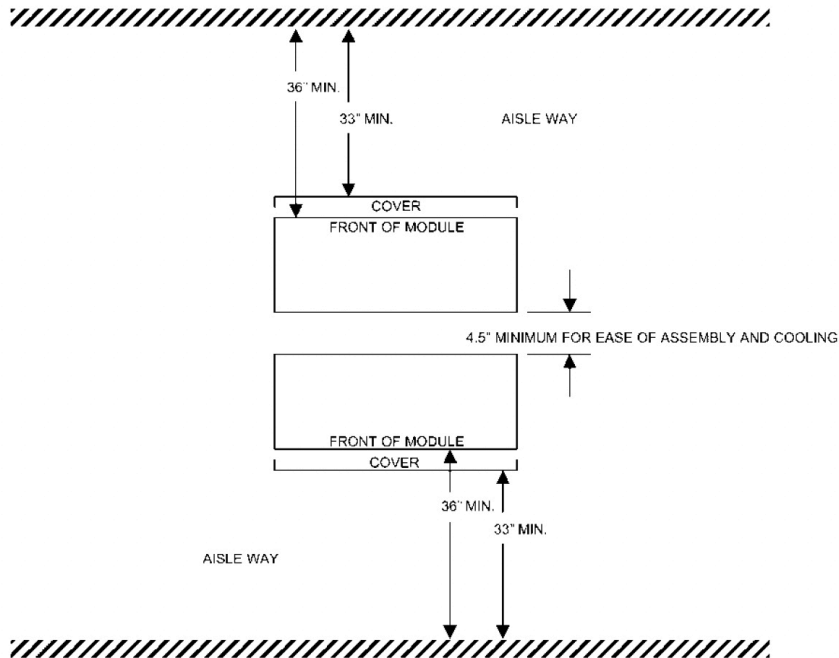 36" MIN.
33" MIN.
AISLE WAY
COVER
FRONT OF MODULE
4.5" MINIMUM FOR EASE OF ASSEMBLY AND COOLING
FRONT OF MODULE
COVER
36" MIN.
33" MIN.
AISLE WAY